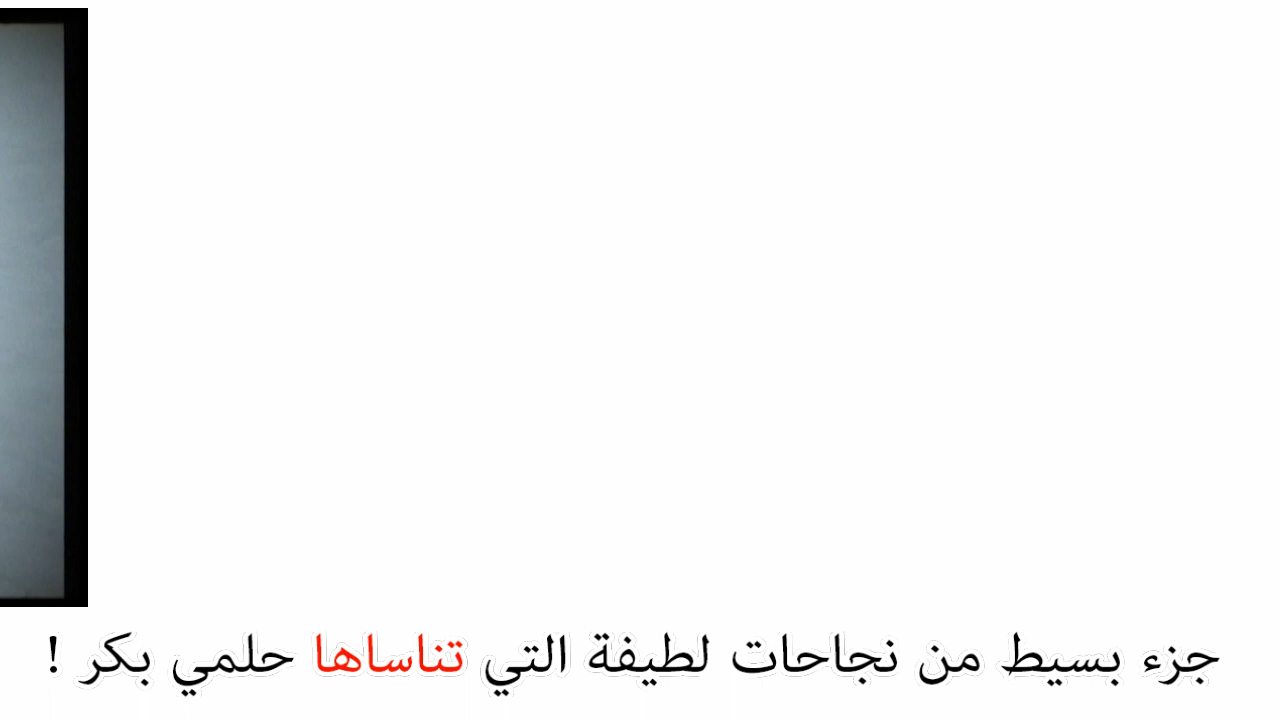 جزء بسيط من نجاحات لطيفة التي تناساها حلمي بكر !